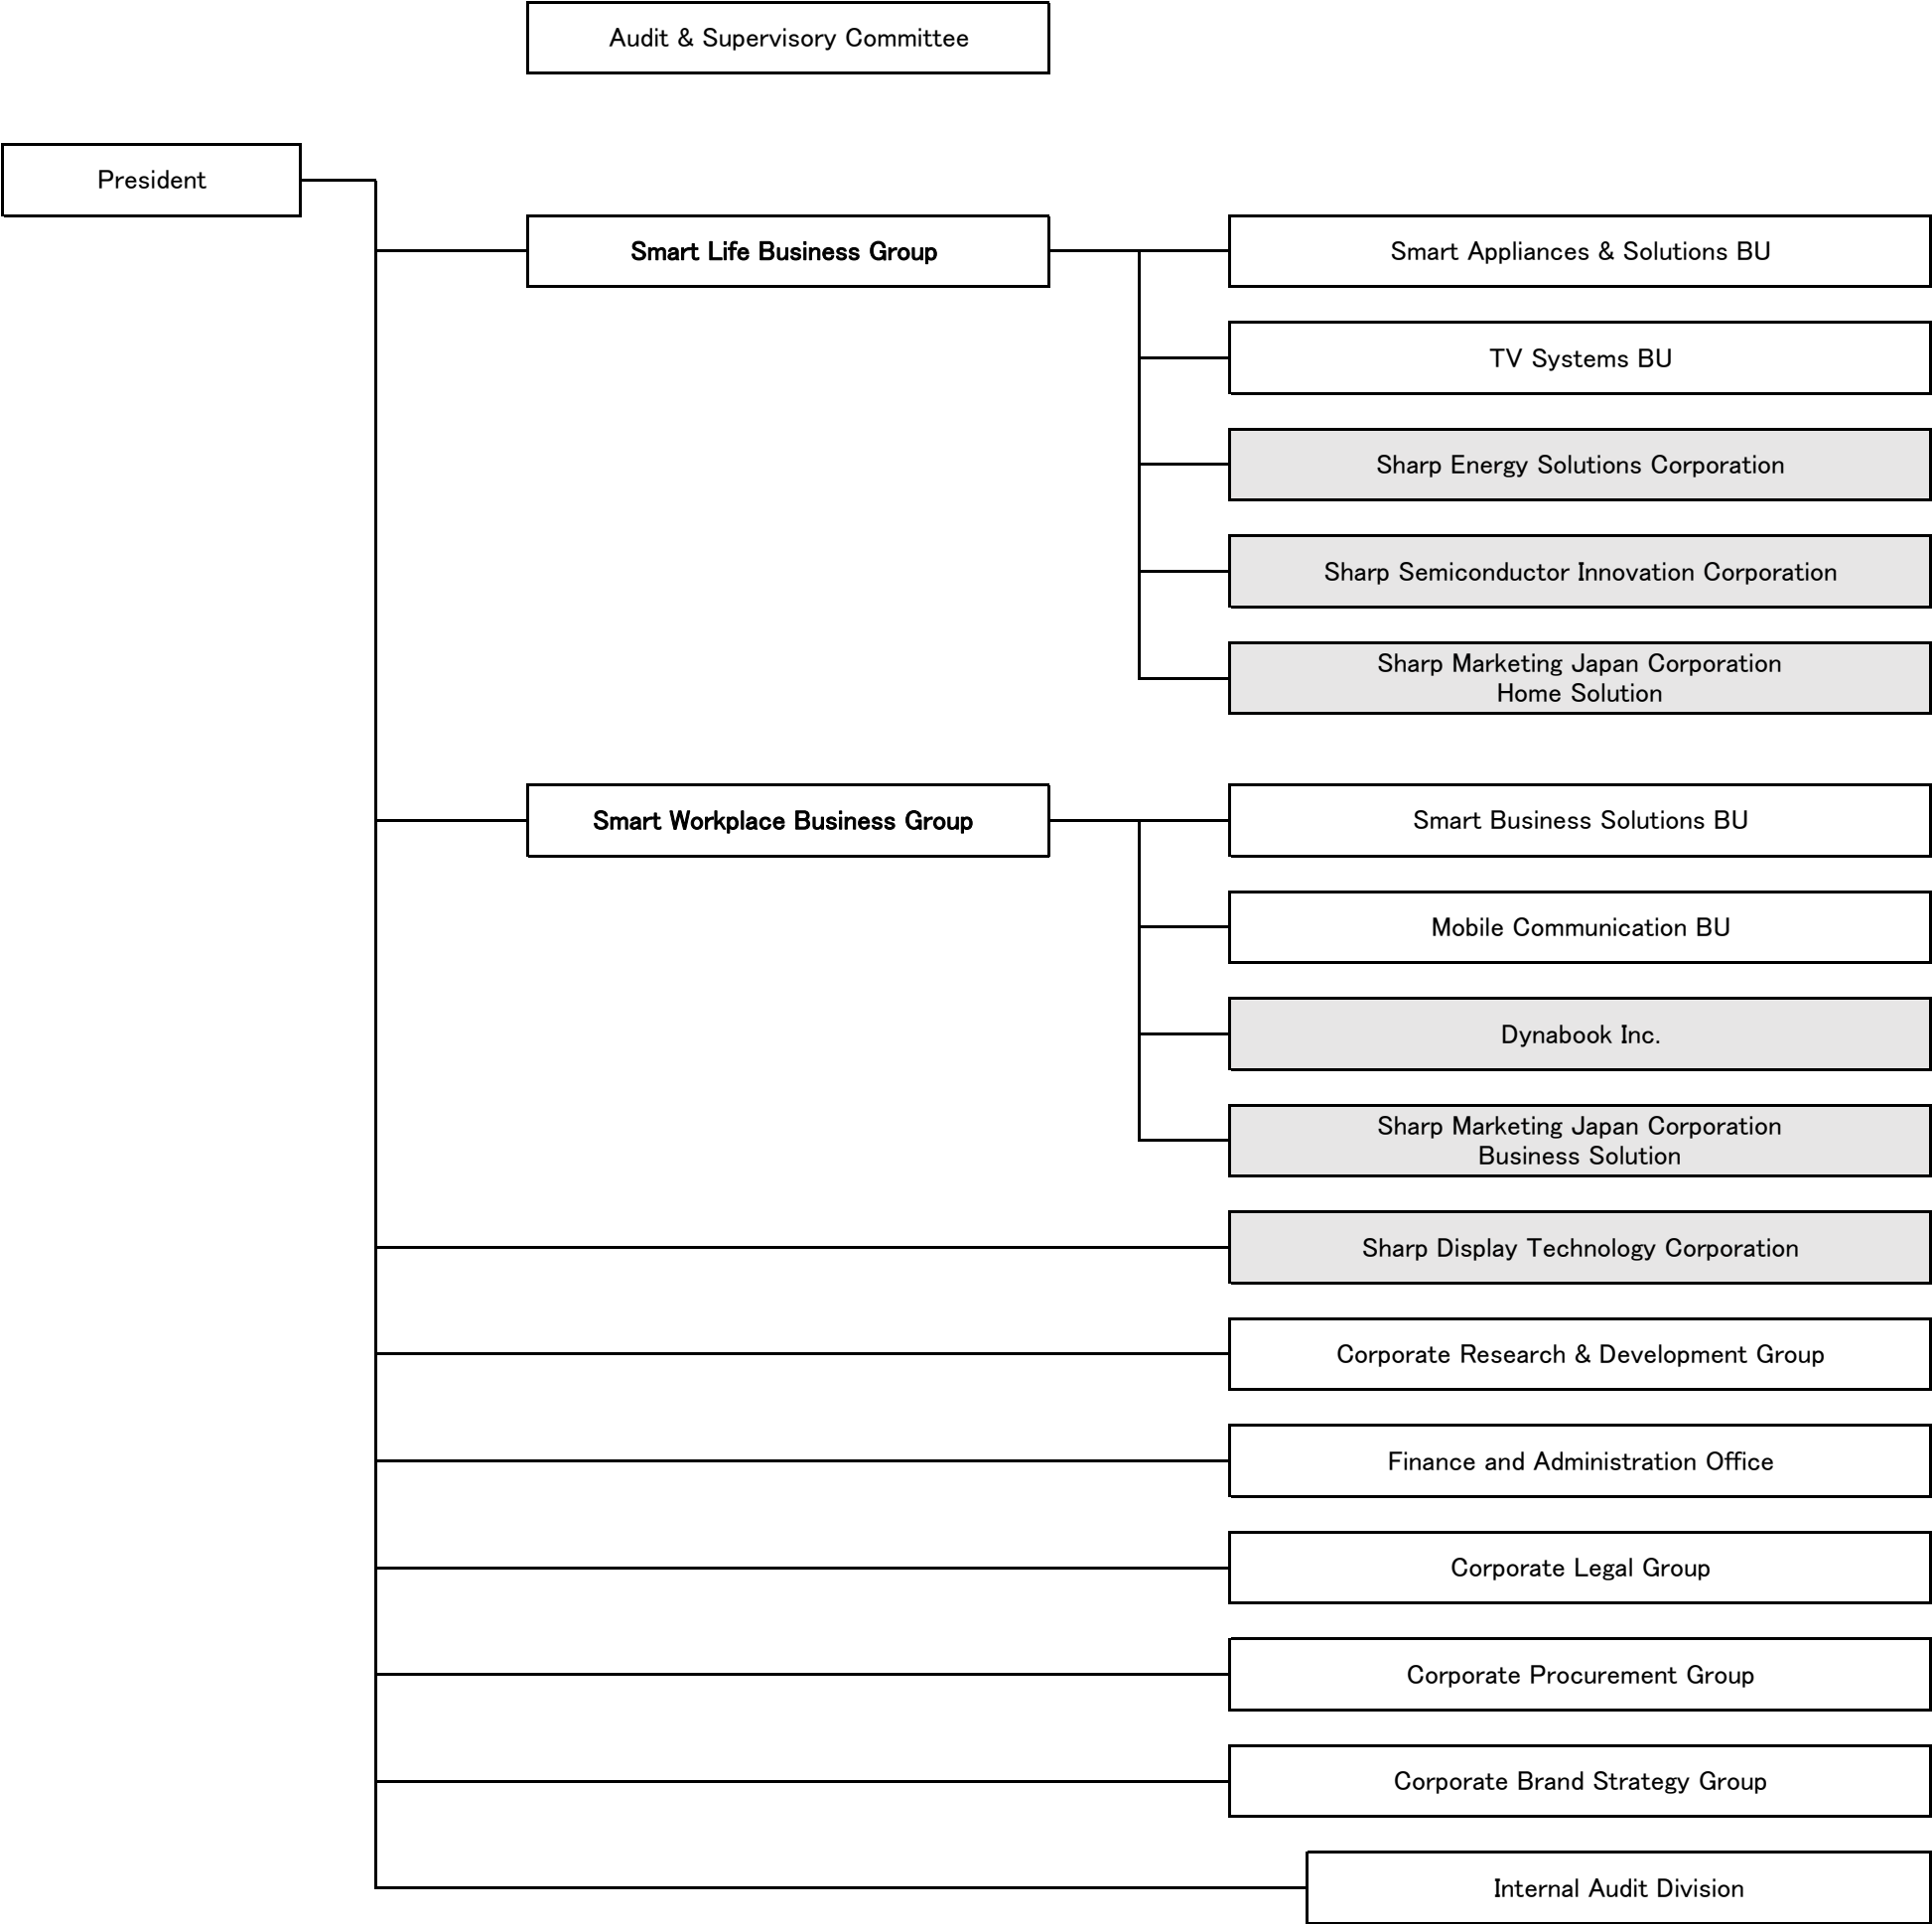 Audit & Supervisory Committee
President
Smart Life Business Group
Smart Appliances & Solutions BU
TV Systems BU
Sharp Energy Solutions Corporation
Sharp Semiconductor Innovation Corporation
Sharp Marketing Japan Corporation
Home Solution
Smart Workplace Business Group
Smart Business Solutions BU
Mobile Communication BU
Dynabook Inc.
Sharp Marketing Japan Corporation
Business Solution
Sharp Display Technology Corporation
Corporate Research & Development Group
Finance and Administration Office
Corporate Legal Group
Corporate Procurement Group
Corporate Brand Strategy Group
Internal Audit Division